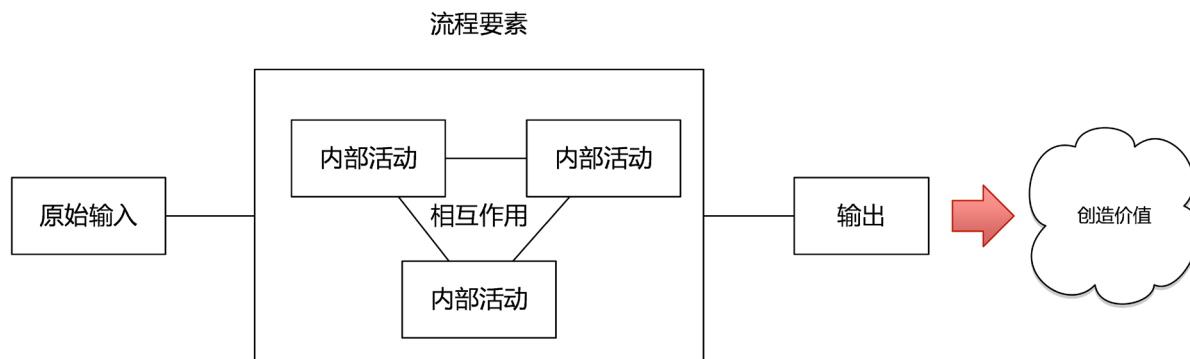 流程要素
内部活动
内部活动
原始输入
相互作用
输出
创造价值
内部活动